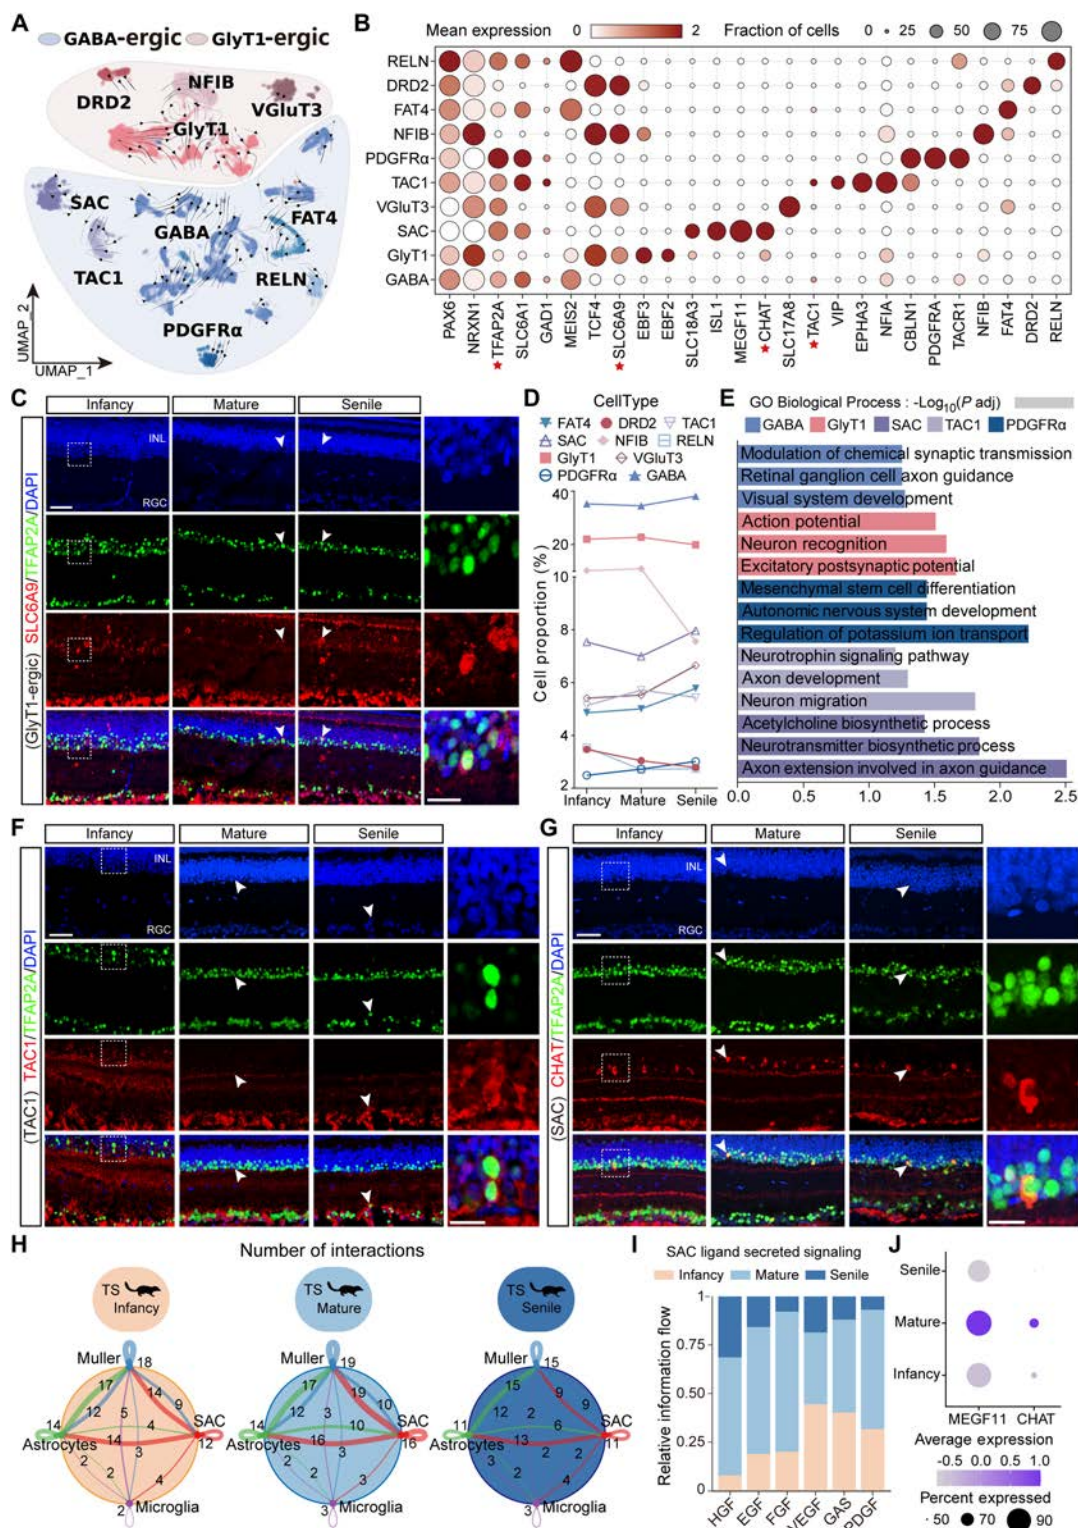 A
GABA-ergic GlyT1-ergic
DRD2
NFIB
VGluT3
GlyT1
SAC
GABA
FAT4
TAC1
RELN
PDGFRα
UMAP_2
UMAP_1
B
Mean expression 0 2 Fraction of cells 0 25 50 75
RELN
DRD2
FAT4
NFIB
PDGFRα
TAC1
VGluT3
SAC
GlyT1
GABA
PAX6
NRXN1
TFAP2A
SLC6A1
GAD1
MEIS2
TCF4
SLC6A9
EBF3
EBF2
SLC18A3
ISL1
MEGF11
CHAT
SLC17A8
TAC1
VIP
EPHA3
NFIA
CBLN1
PDGFRA
TACR1
NFIB
FAT4
DRD2
RELN
C
Infancy Mature Senile
INL
RGC
(GlyT1-ergic) SLC6A9/TFAP2A/DAPI
D
CellType
FAT4 DRD2 TAC1
SAC NFIB RELN
GlyT1 VGluT3
PDGFRα GABA
Cell proportion (%)
40
20
10
8
6
4
2
Infancy
Mature
Senile
E
GO Biological Process : -Log10(P adj)
GABA GlyT1 SAC TAC1 PDGFRα
Modulation of chemical synaptic transmission
Retinal ganglion cell axon guidance
Visual system development
Action potential
Neuron recognition
Excitatory postsynaptic potential
Mesenchymal stem cell differentiation
Autonomic nervous system development
Regulation of potassium ion transport
Neurotrophin signaling pathway
Axon development
Neuron migration
Acetylcholine biosynthetic process
Neurotransmitter biosynthetic process
Axon extension involved in axon guidance
0.0 0.5 1.0 1.5 2.0 2.5
F
Infancy Mature Senile
INL
RGC
(TAC1) TAC1/TFAP2A/DAPI
G
Infancy Mature Senile
INL
RGC
(SAC) CHAT/TFAP2A/DAPI
H
Number of interactions
TS
Infancy
TS
Mature
TS
Senile
Muller 18
17 14
12 5 9
14 4 SAC
Astrocytes 14 12
3
2 2 4
2 Microglia
Muller 19
17 19
12 5 10
14 10 SAC
Astrocytes 16 16
3
2 2 4
3 Microglia
Muller 15
15 9
12 2 9
11 6 SAC
Astrocytes 13 11
3 2
2 2 2
3 Microglia
I
SAC ligand secreted signaling
Infancy Mature Senile
Relative information flow
1
0.75
0.50
0.25
0
HGF
EGF
FGF
VEGF
GAS
PDGF
J
Senile
Mature
Infancy
MEGF11 CHAT
Average expression
-0.5 0.0 0.5 1.0
Percent expressed
50 70 90